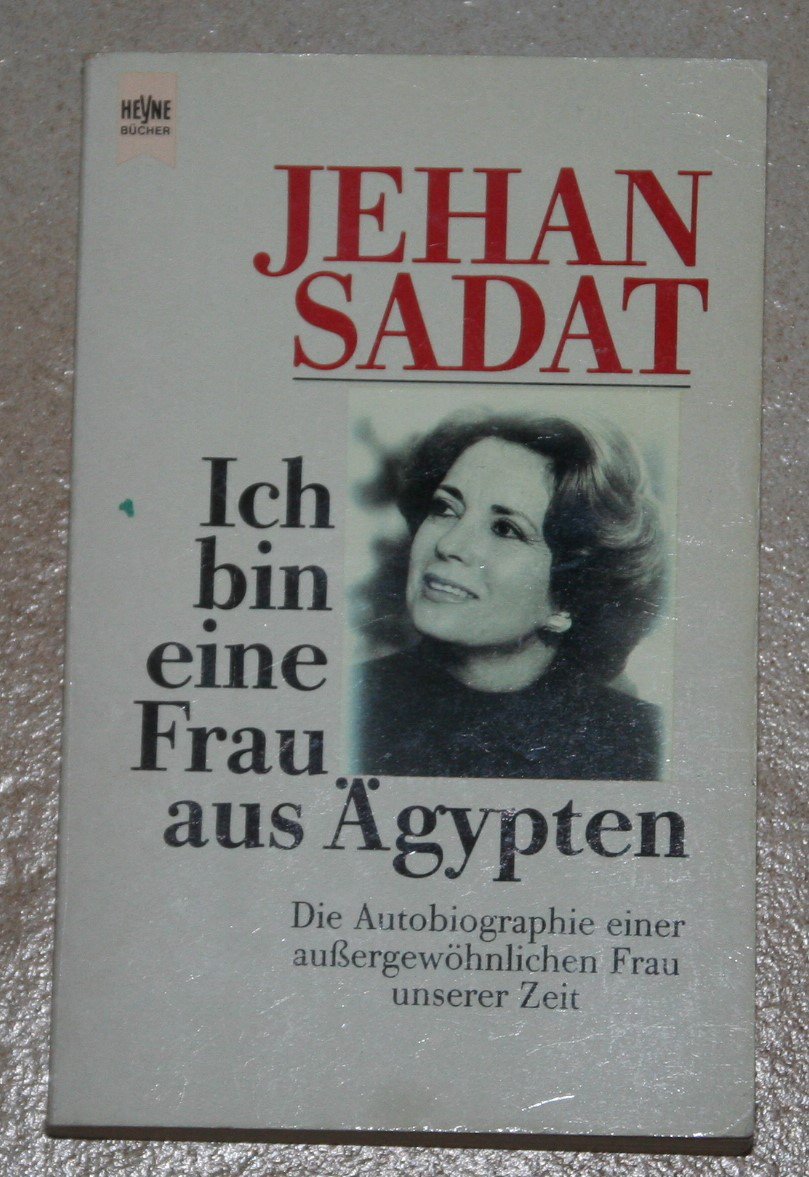 HEYNE
BÜCHER
JEHAN
SADAT
Ich
bin
eine
Frau
aus Ägypten
Die Autobiographie einer
außergewöhnlichen Frau
unserer Zeit